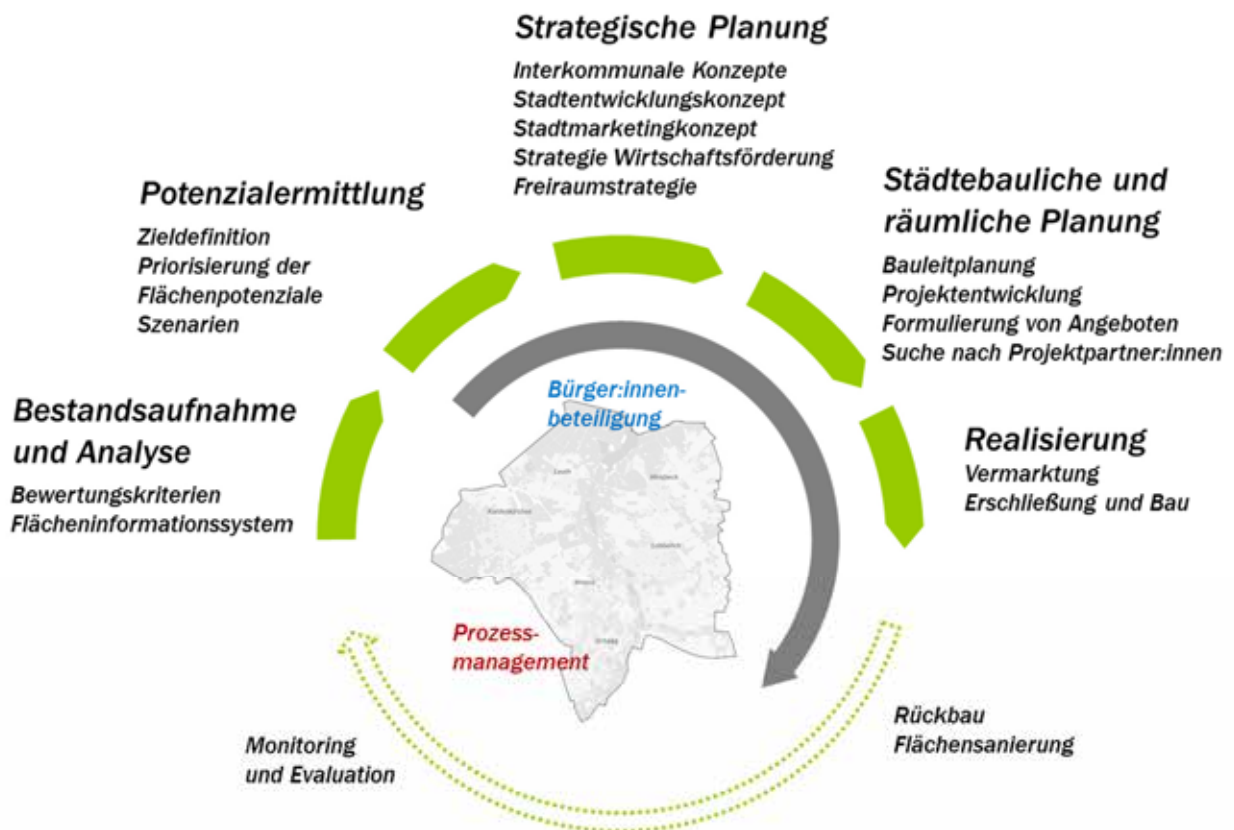 Strategische Planung
Interkommunale Konzepte
Stadtentwicklungskonzept
Stadtmarketingkonzept
Strategie Wirtschaftsförderung
Freiraumstrategie
Potenzialermittlung
Zieldefinition
Priorisierung der
Flächenpotenziale
Szenarien
Städtebauliche und
räumliche Planung
Bauleitplanung
Projektentwicklung
Formulierung von Angeboten
Suche nach Projektpartner:innen
Bestandsaufnahme
und Analyse
Bewertungskriterien
Flächeninformationssystem
Bürger:innen-
beteiligung
Realisierung
Vermarktung
Erschließung und Bau
Prozess-
management
Rückbau
Flächensanierung
Monitoring
und Evaluation